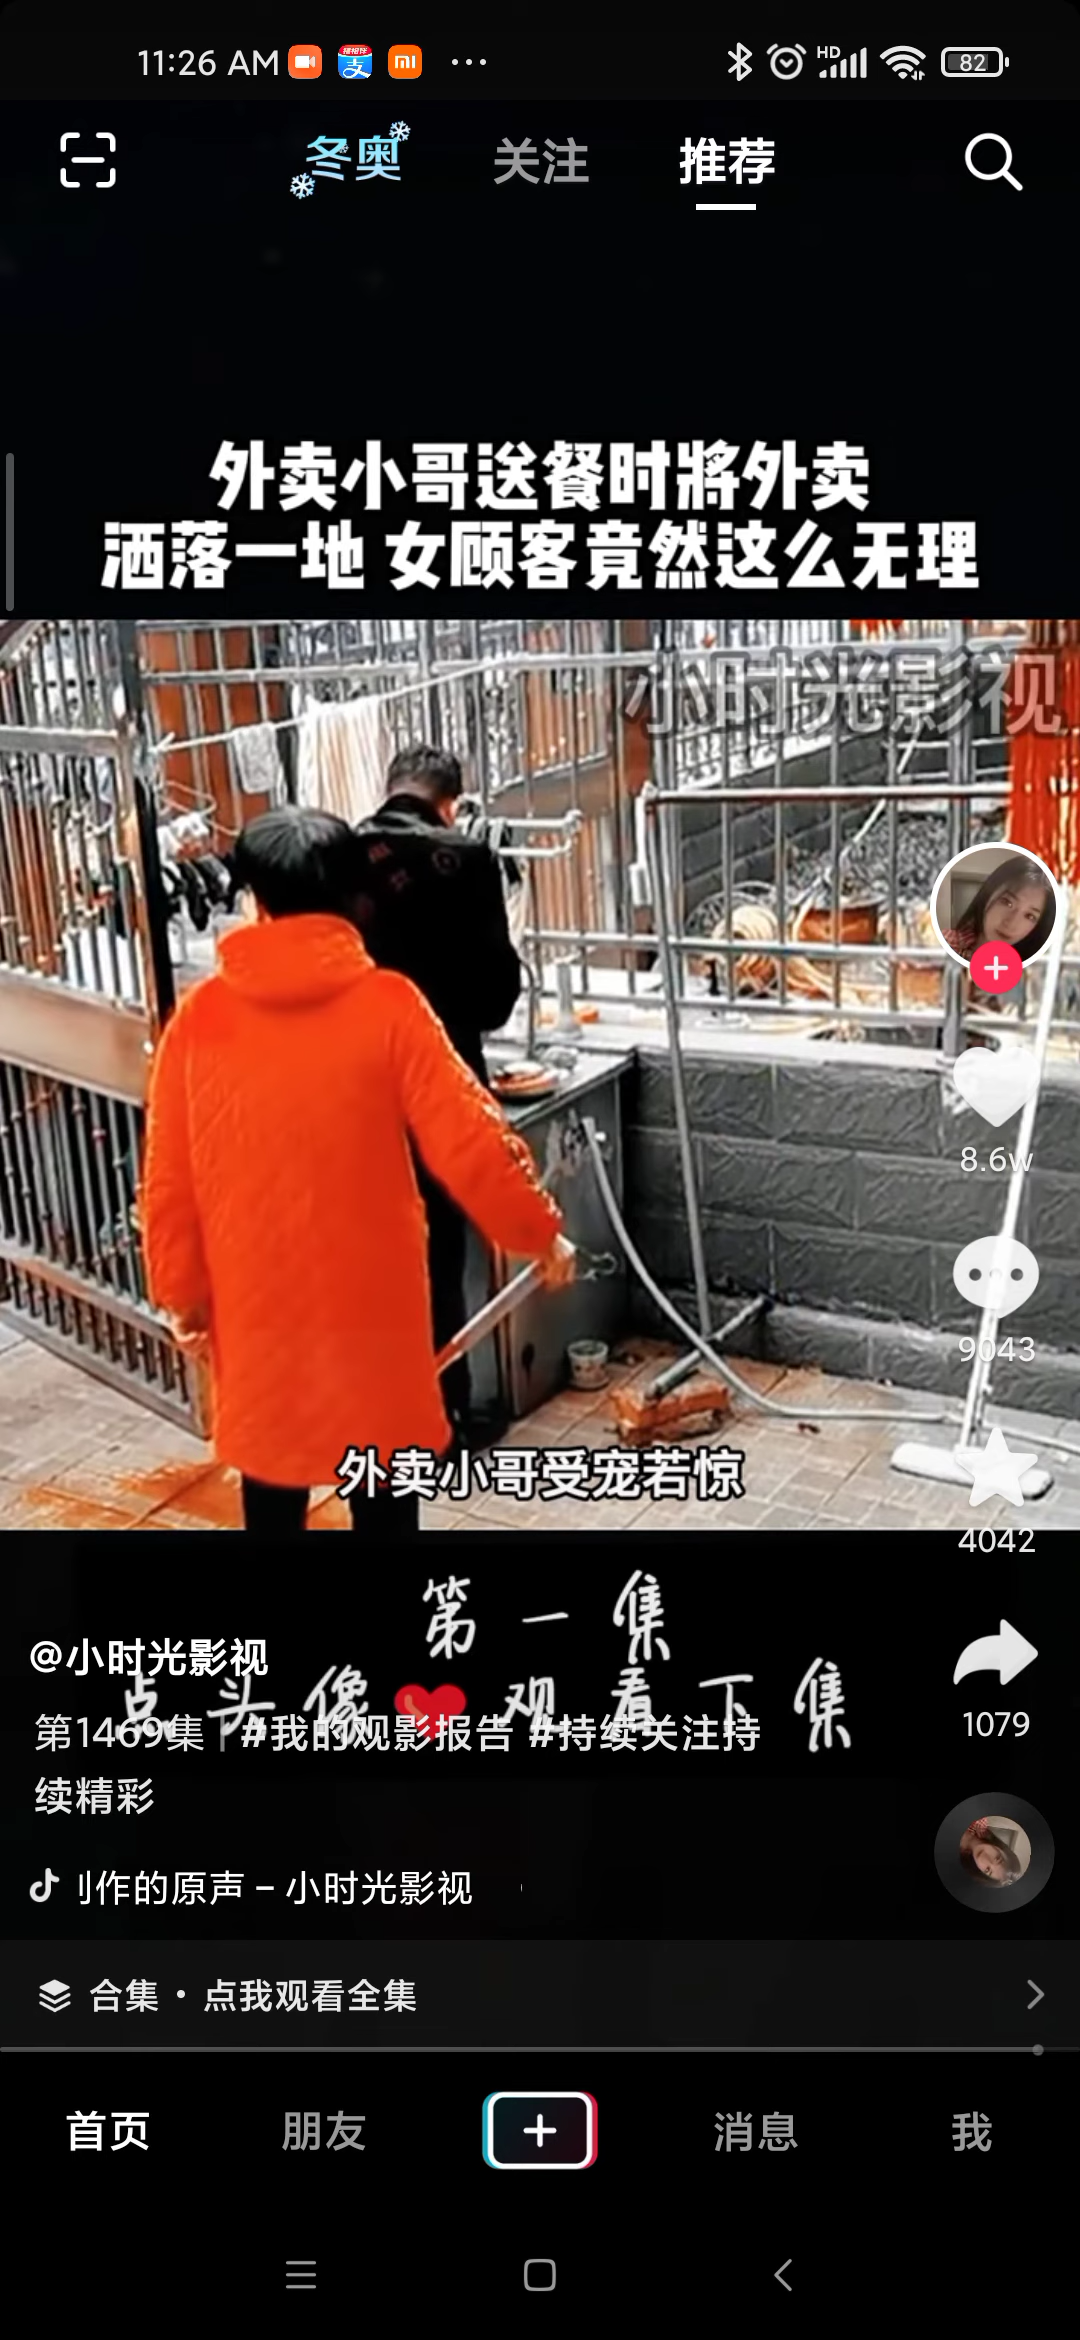 11:26 AM
HD
82
冬奥 关注 推荐
外卖小哥送餐时將外卖
洒落一地 女顾客竟然这么无理
小时光影视
8.6w
9043
外卖小哥受宠若惊
4042
第一集
@小时光影视
点头像 观看下集
第1469集 | #我的观影报告 #持续关注持
续精彩
1079
作的原声 – 小时光影视
合集 · 点我观看全集
首页 朋友 消息 我